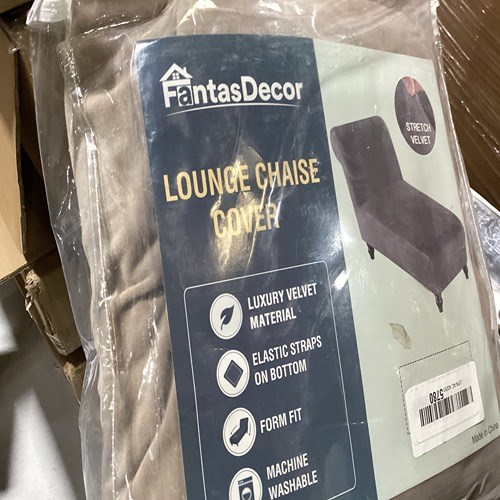 FantasDecor
LOUNGE CHAISE
COVER
STRETCH
VELVET
LUXURY VELVET
MATERIAL
ELASTIC STRAPS
ON BOTTOM
FORM FIT
MACHINE
WASHABLE
5780
Made in China